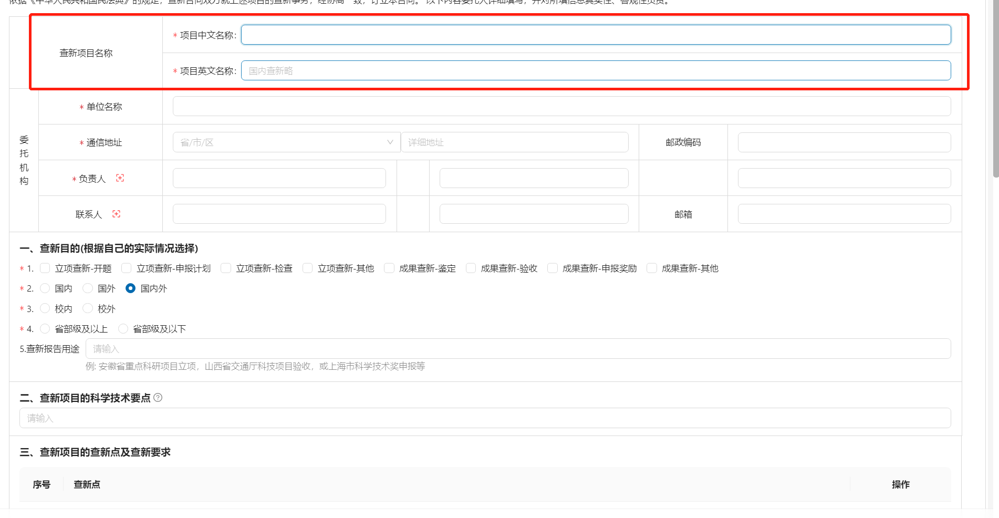 依据《中华人民共和国民法典》的规定，查新合同双方就上述项目的查新事务，经协商一致，订立本合同。 以下内容委托人详细填写，并对所填信息真实性、客观性负责。
查新项目名称
* 项目中文名称：
* 项目英文名称： 国内查新略
委托机构
* 单位名称
* 通信地址 省/市/区 详细地址 邮政编码
* 负责人
联系人 邮箱
一、查新目的(根据自己的实际情况选择)
* 1. 立项查新-开题 立项查新-申报计划 立项查新-检查 立项查新-其他 成果查新-鉴定 成果查新-验收 成果查新-申报奖励 成果查新-其他
* 2. 国内 国外 国内外
* 3. 校内 校外
* 4. 省部级及以上 省部级及以下
5.查新报告用途 请输入
例: 安徽省重点科研项目立项，山西省交通厅科技项目验收，或上海市科学技术奖申报等
二、查新项目的科学技术要点
请输入
三、查新项目的查新点及查新要求
序号 查新点 操作